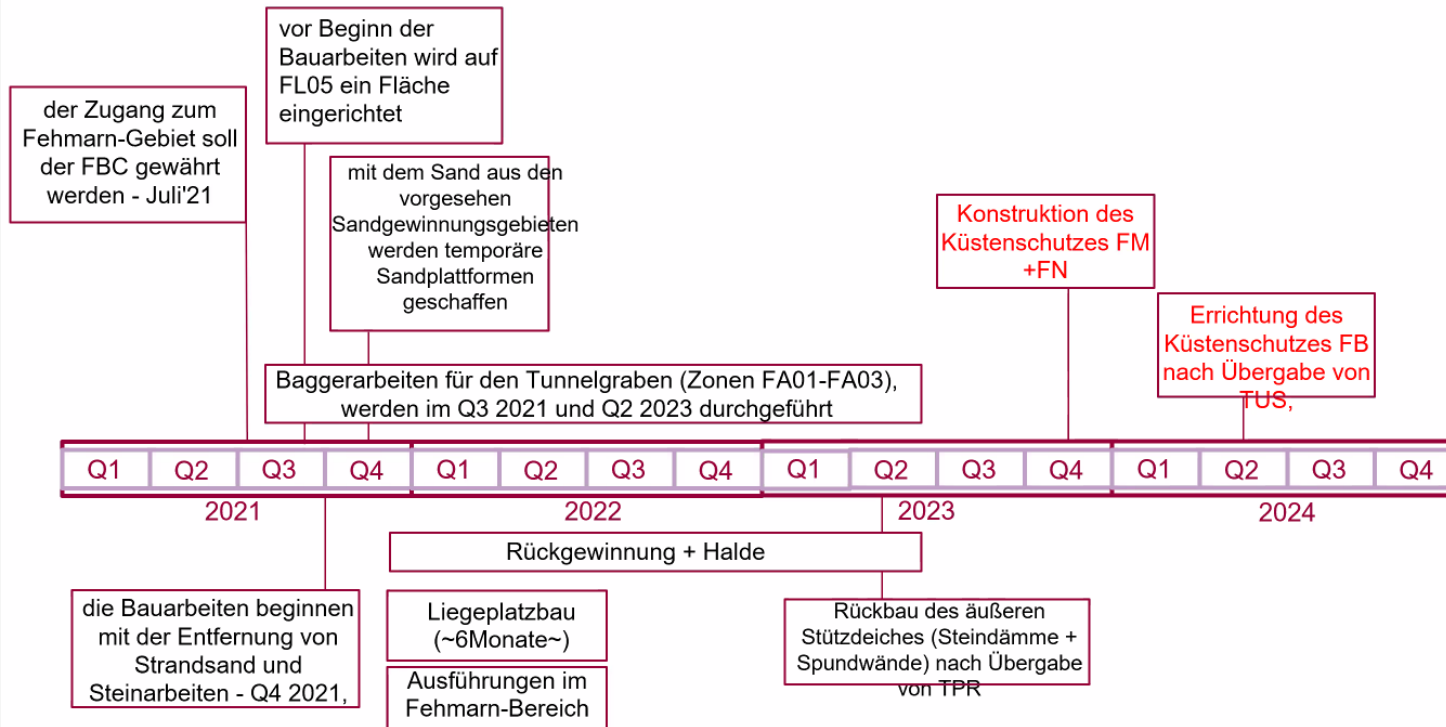 vor Beginn der
Bauarbeiten wird auf
FL05 ein Fläche
eingerichtet
der Zugang zum
Fehmarn-Gebiet soll
der FBC gewährt
werden - Juli'21
mit dem Sand aus den
vorgesehen
Sandgewinnungsgebieten
werden temporäre
Sandplattformen
geschaffen
Konstruktion des
Küstenschutzes FM
+FN
Errichtung des
Küstenschutzes FB
nach Übergabe von
TUS,
Baggerarbeiten für den Tunnelgraben (Zonen FA01-FA03),
werden im Q3 2021 und Q2 2023 durchgeführt
Q1 Q2 Q3 Q4 Q1 Q2 Q3 Q4 Q1 Q2 Q3 Q4 Q1 Q2 Q3 Q4
2021 2022 2023 2024
Rückgewinnung + Halde
die Bauarbeiten beginnen
mit der Entfernung von
Strandsand und
Steinarbeiten - Q4 2021,
Liegeplatzbau
(~6Monate~)
Ausführungen im
Fehmarn-Bereich
Rückbau des äußeren
Stützdeiches (Steindämme +
Spundwände) nach Übergabe
von TPR